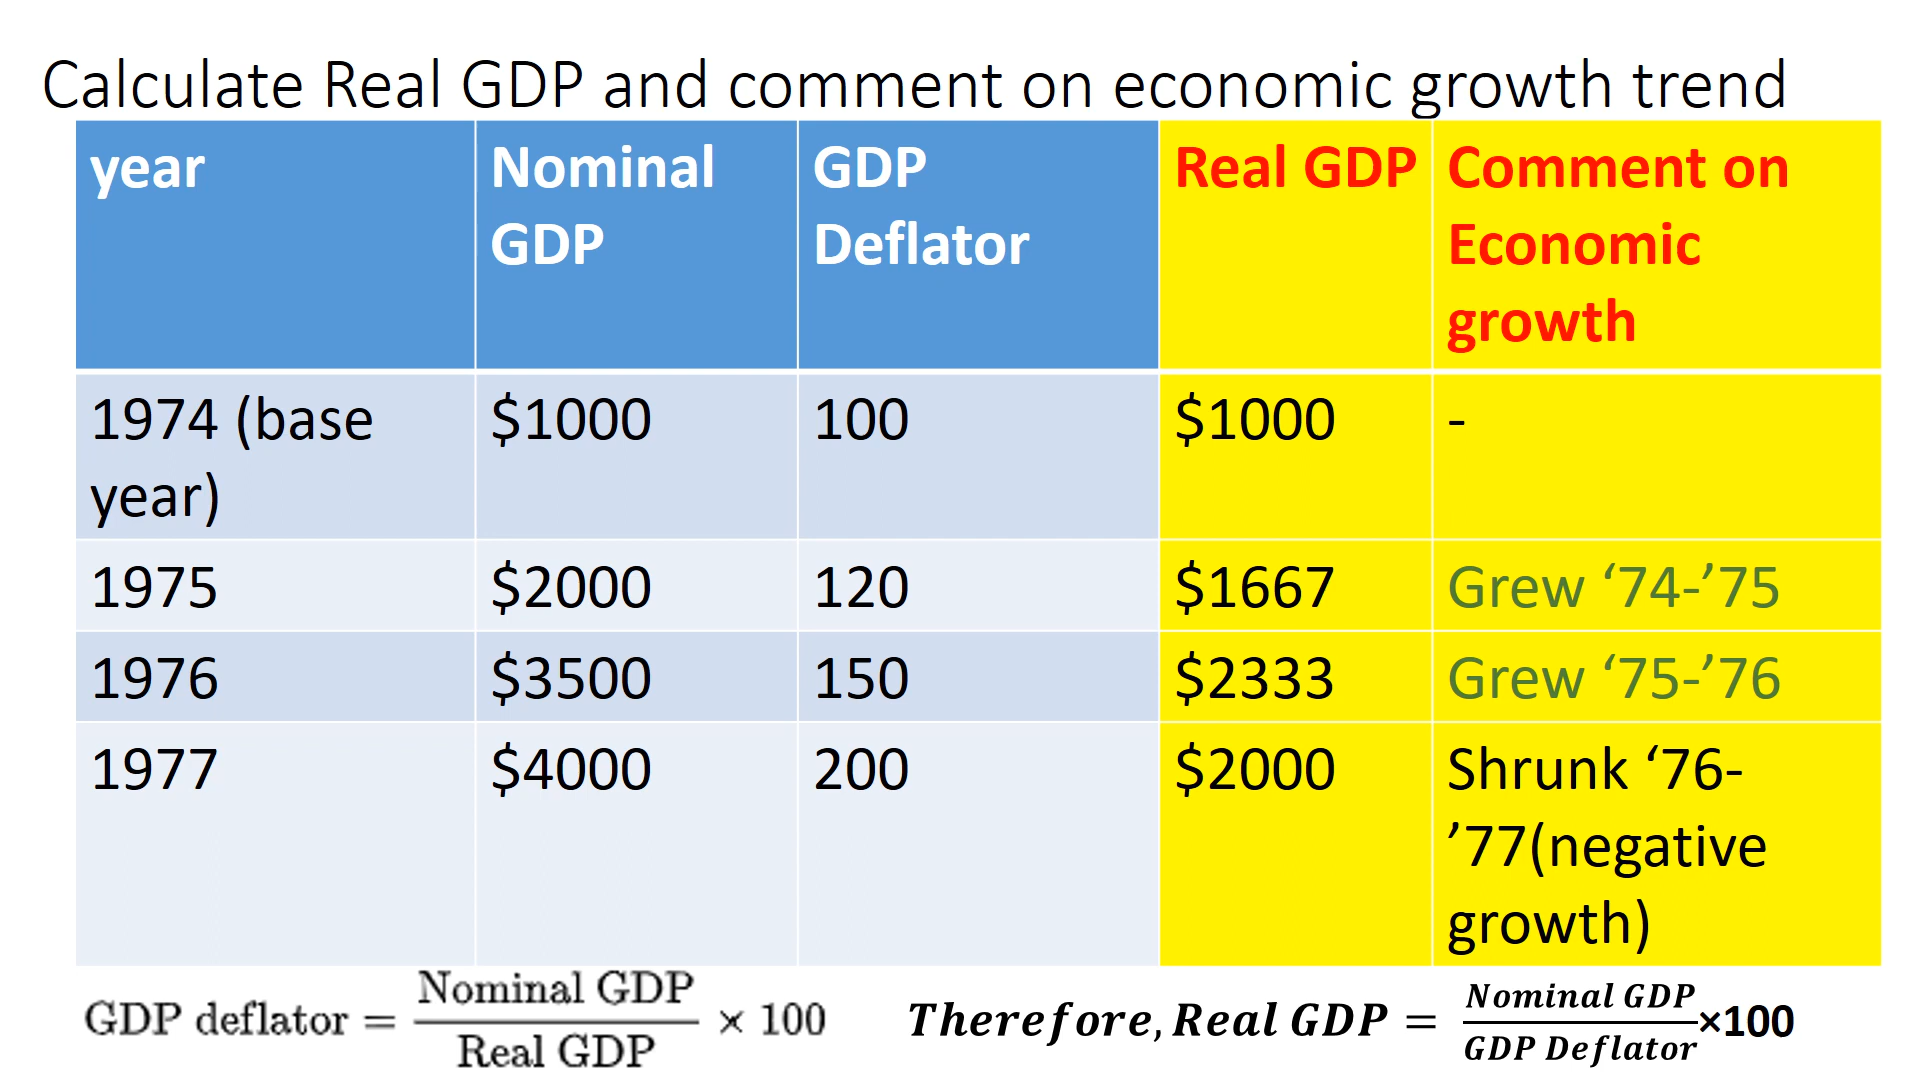 Calculate Real GDP and comment on economic growth trend
year
Nominal
GDP
GDP
Deflator
Real GDP
Comment on
Economic
growth
1974 (base
year)
$1000
100
$1000
-
1975
$2000
120
$1667
Grew ‘74-’75
1976
$3500
150
$2333
Grew ‘75-’76
1977
$4000
200
$2000
Shrunk ‘76-
’77(negative
growth)
GDP deflator = Nominal GDP / Real GDP × 100
Therefore, Real GDP = Nominal GDP / GDP Deflator ×100